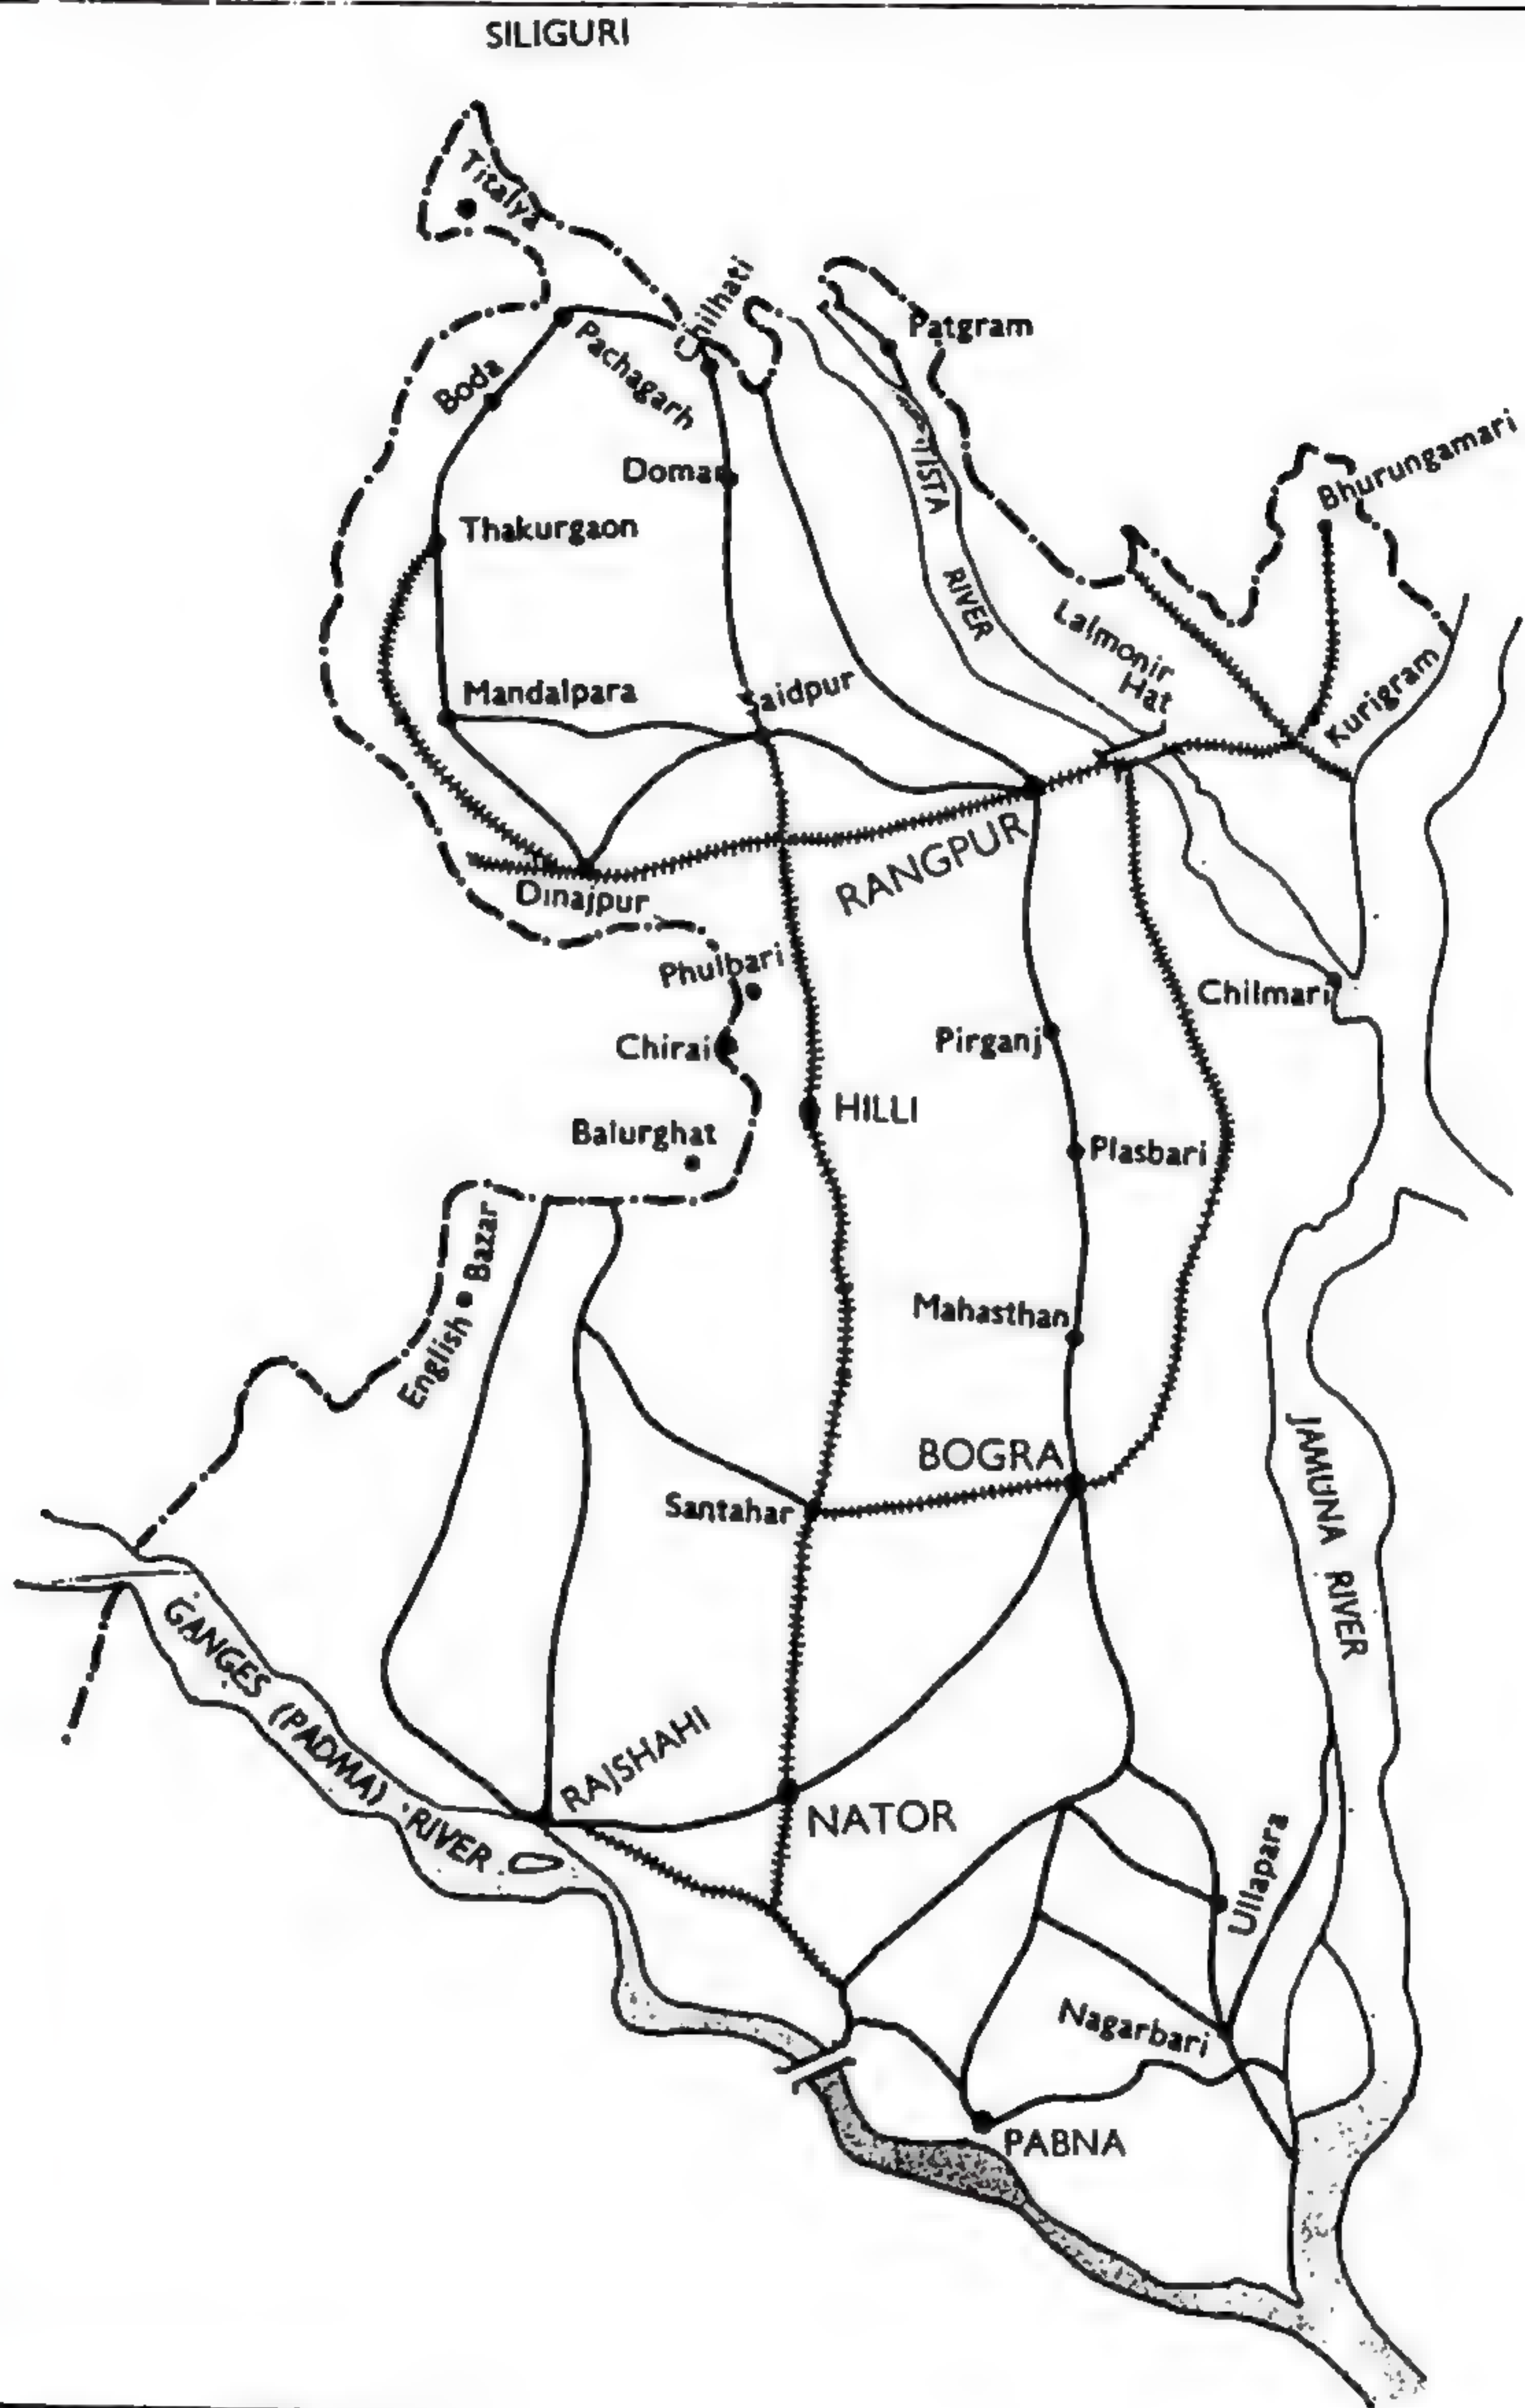 SILIGURI
Titalya
Chilhati
Patgram
Pachagarh
Boda
Bhurungamari
Domar
TISTA
RIVER
Thakurgaon
Lalmonir
Hat
Mandalpara
Saidpur
Kurigram
RANGPUR
Dinajpur
Phulbari
Chilmari
Chirai
Pirganj
HILLI
Balurghat
Plasbari
English Bazar
Mahasthan
BOGRA
Santahar
JAMUNA RIVER
GANGES (PADMA) RIVER
RAJSHAHI
NATOR
Ullapara
Nagarbari
PABNA